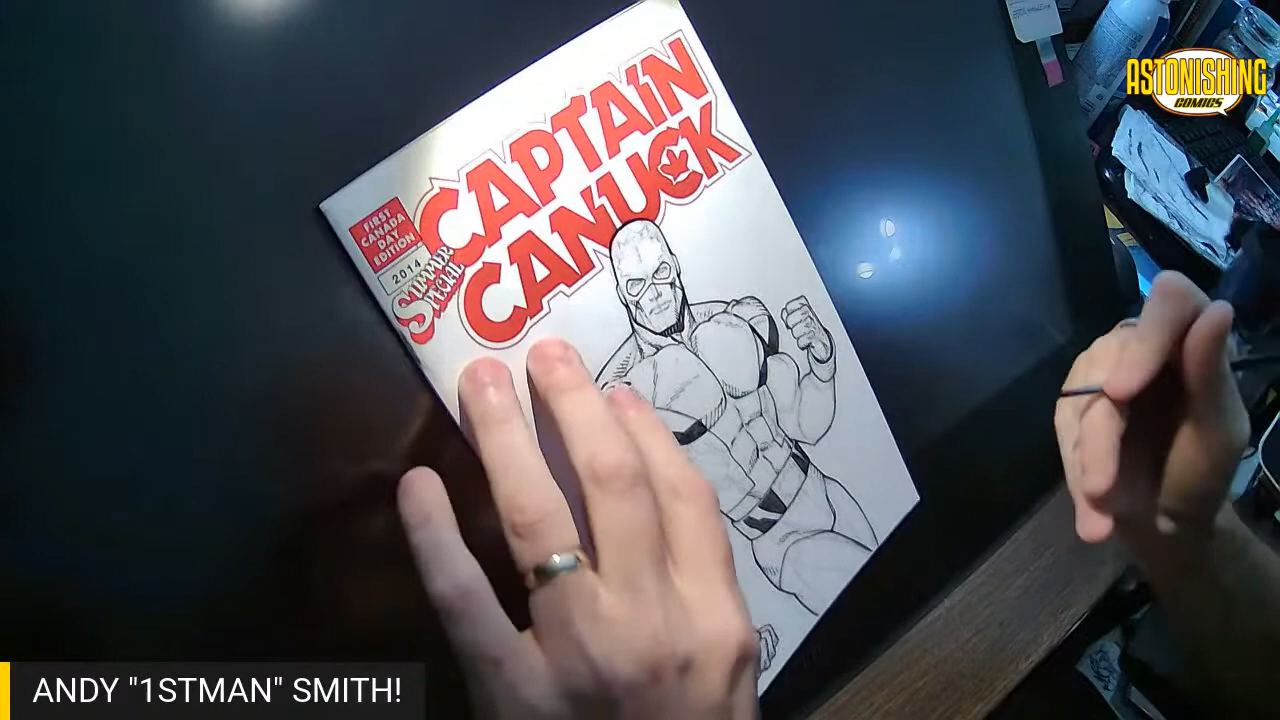 ASTONISHING
COMICS
CAPTAIN
CANUCK
FIRST
CANADA
DAY
EDITION
2014
SUMMER
SPECIAL
ANDY "1STMAN" SMITH!